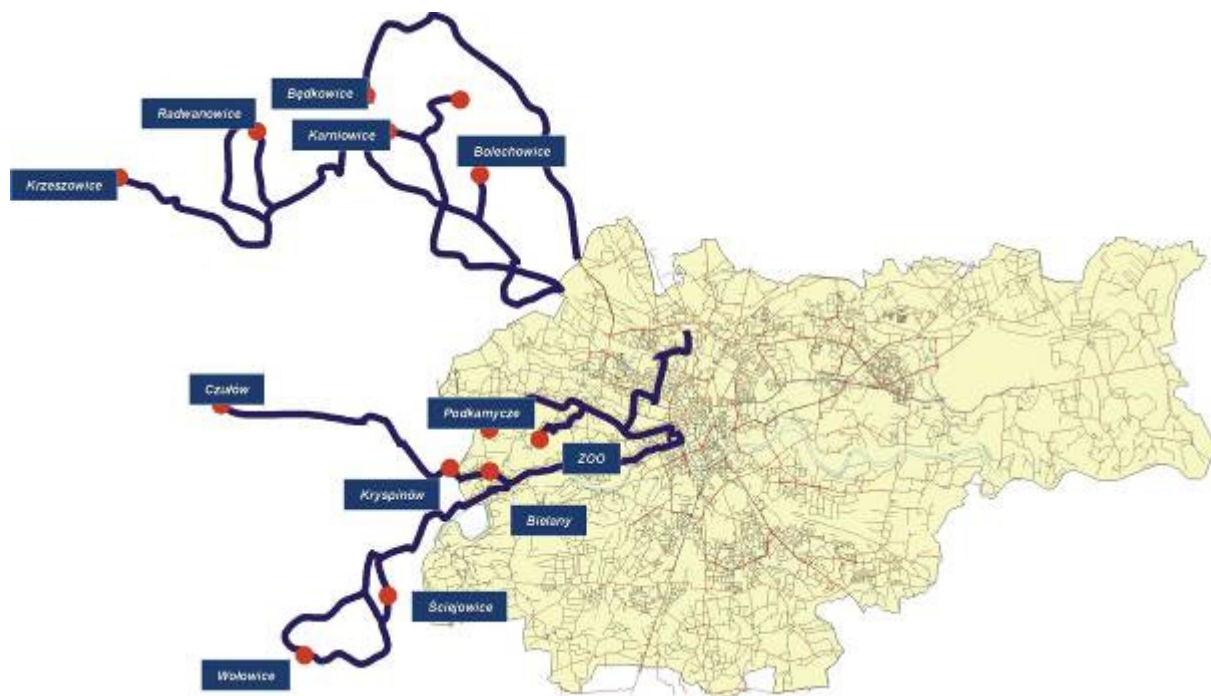 Będkowice
Radwanowice
Karniowice
Bolechowice
Krzeszowice
Czułów
Podkamycze
ZOO
Kryspinów
Bielany
Ściejowice
Wołowice